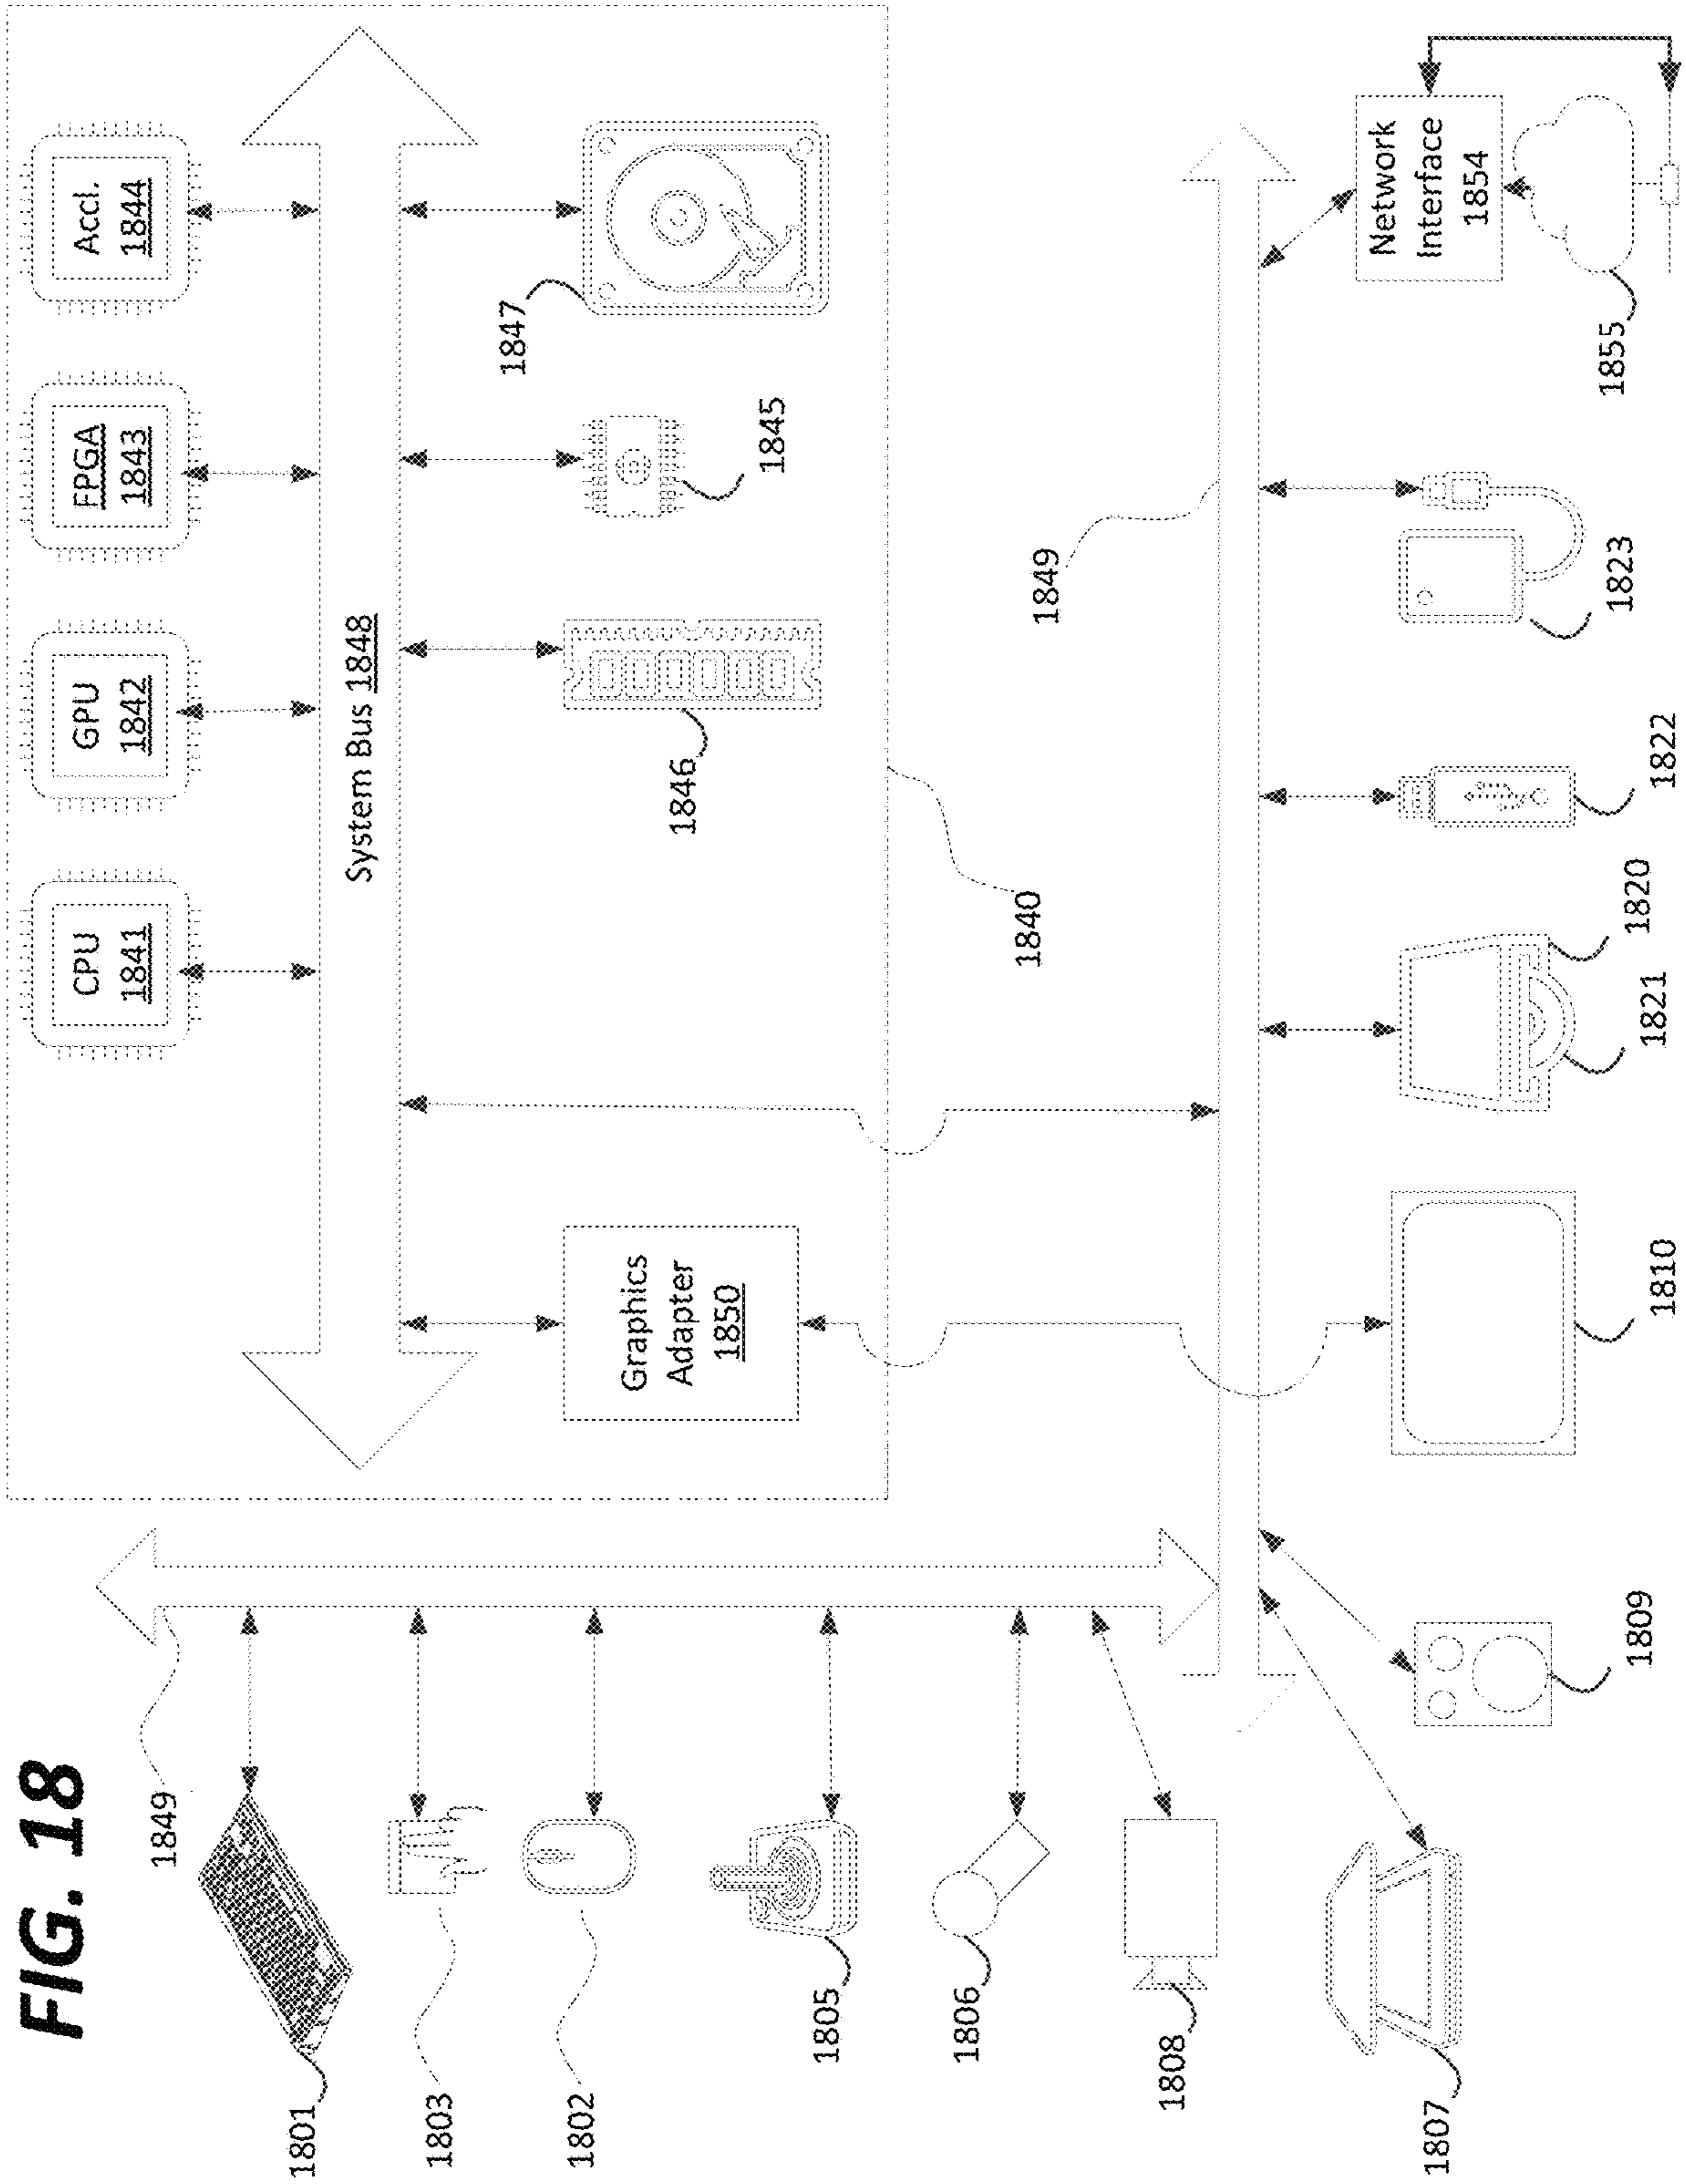 FIG. 18
CPU
1841
GPU
1842
FPGA
1843
Accl.
1844
System Bus 1848
Graphics
Adapter
1850
1846
1845
1847
1840
1849
1849
1801
1803
1802
1805
1806
1808
1807
1809
1810
1821
1820
1822
1823
1855
Network
Interface
1854